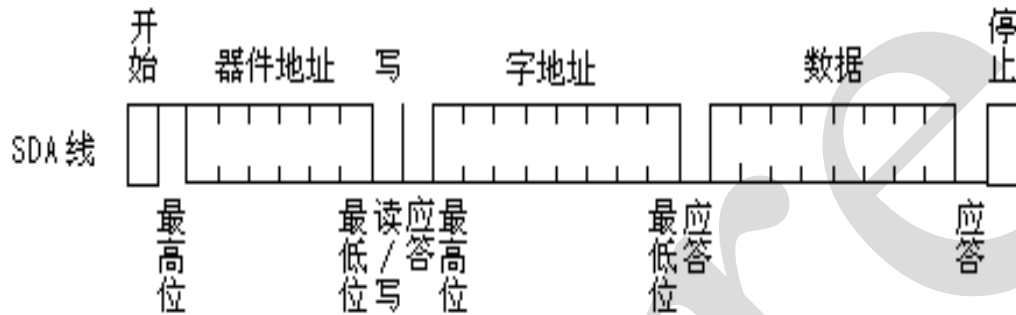 开始 器件地址 写 字地址 数据 停止
SDA 线
最高位 最低位 读/写 应答 最高位 最低位 应答 应答